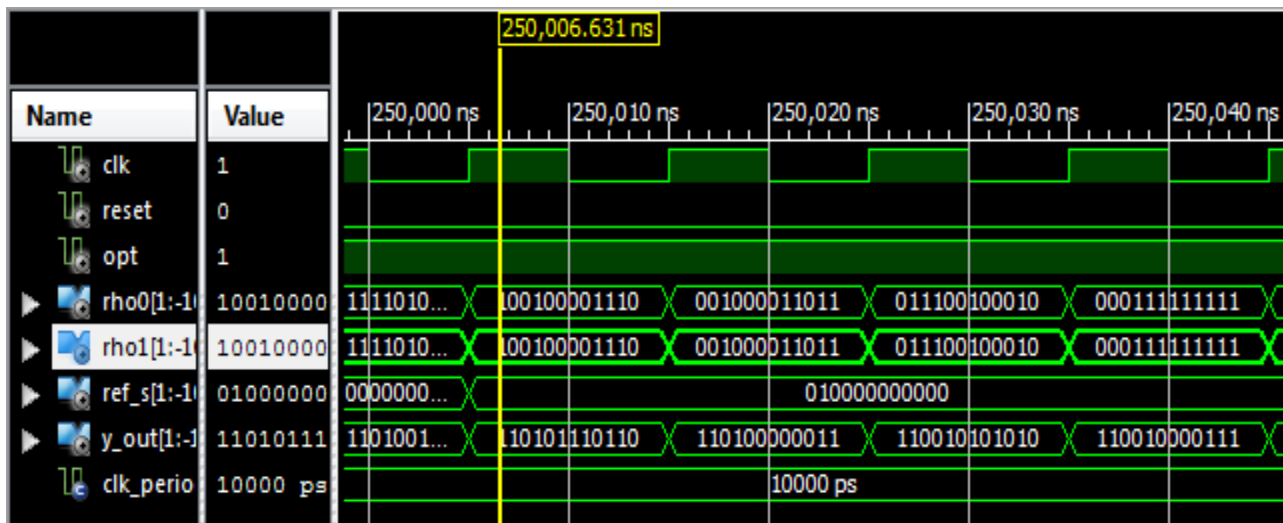 250,006.631 ns
Name Value 250,000 ns 250,010 ns 250,020 ns 250,030 ns 250,040 ns
clk 1
reset 0
opt 1
rho0[1:-10 10010000 1111010... 100100001110 001000011011 011100100010 000111111111
rho1[1:-10 10010000 1111010... 100100001110 001000011011 011100100010 000111111111
ref_s[1:-10 01000000 0000000... 010000000000
y_out[1:-1 11010111 1101001... 110101110110 110100000011 110010101010 110010000111
clk_perio 10000 ps 10000 ps